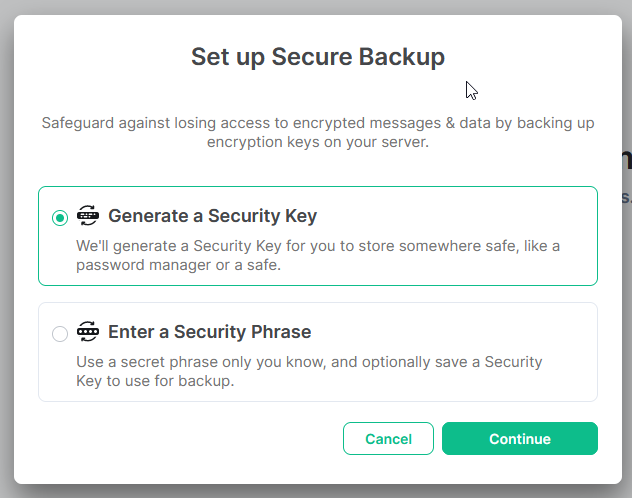 Set up Secure Backup
Safeguard against losing access to encrypted messages & data by backing up
encryption keys on your server.
Generate a Security Key
We'll generate a Security Key for you to store somewhere safe, like a
password manager or a safe.
Enter a Security Phrase
Use a secret phrase only you know, and optionally save a Security
Key to use for backup.
Cancel
Continue